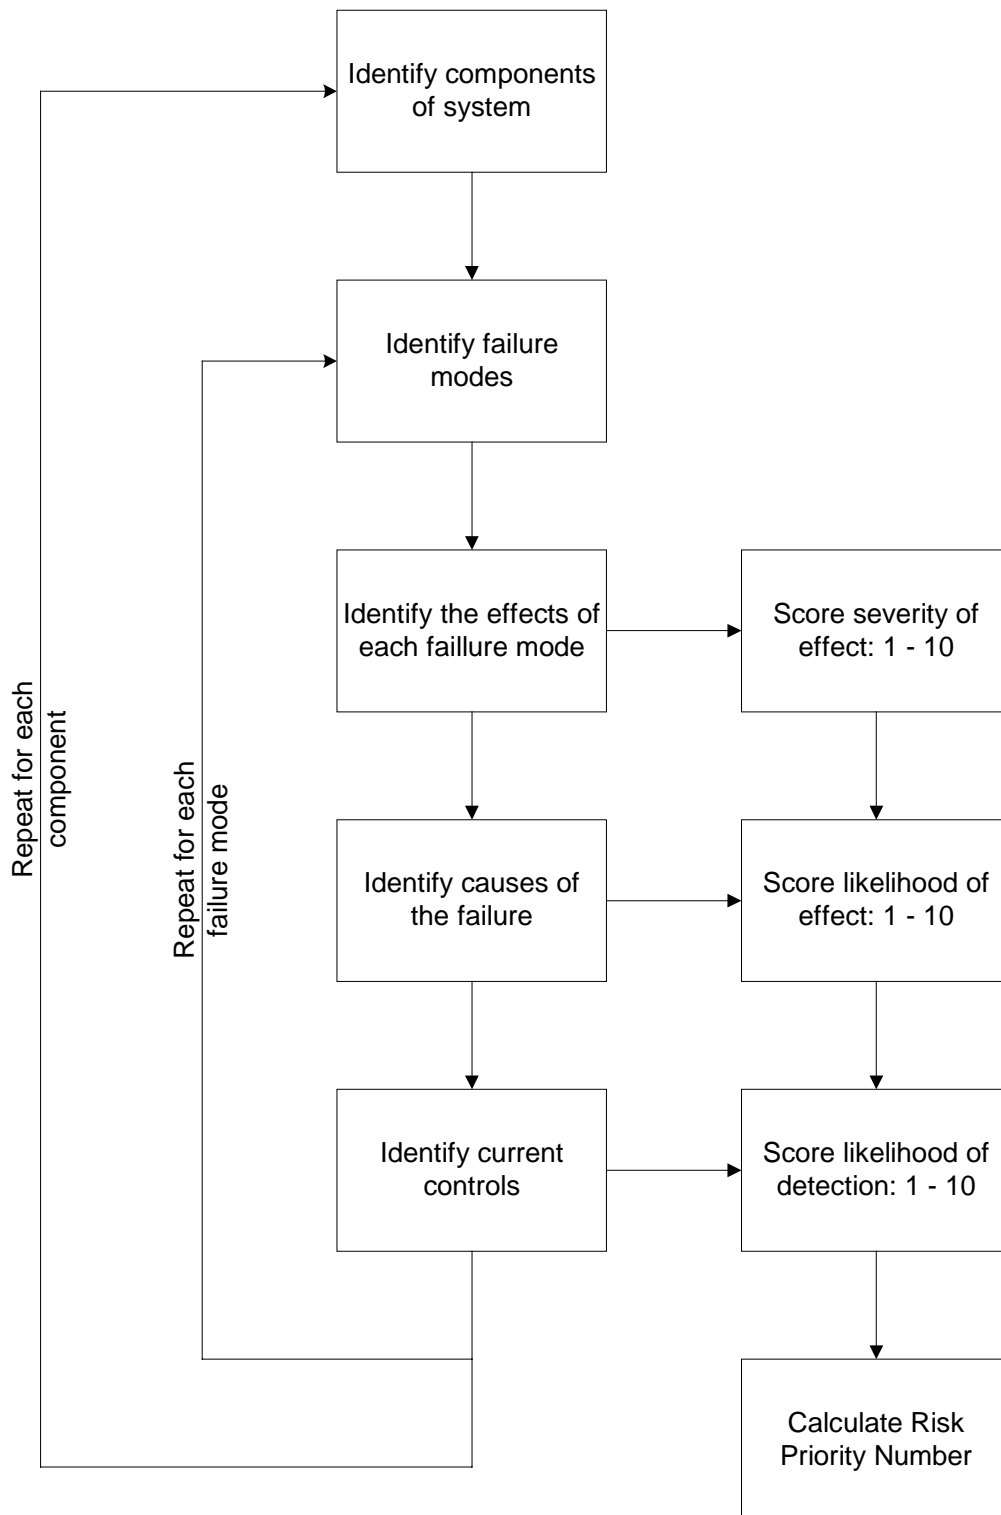 Identify components
of system
Identify failure
modes
Identify the effects of
each faillure mode
Score severity of
effect: 1 - 10
Repeat for each
component
Repeat for each
failure mode
Identify causes of
the failure
Score likelihood of
effect: 1 - 10
Identify current
controls
Score likelihood of
detection: 1 - 10
Calculate Risk
Priority Number